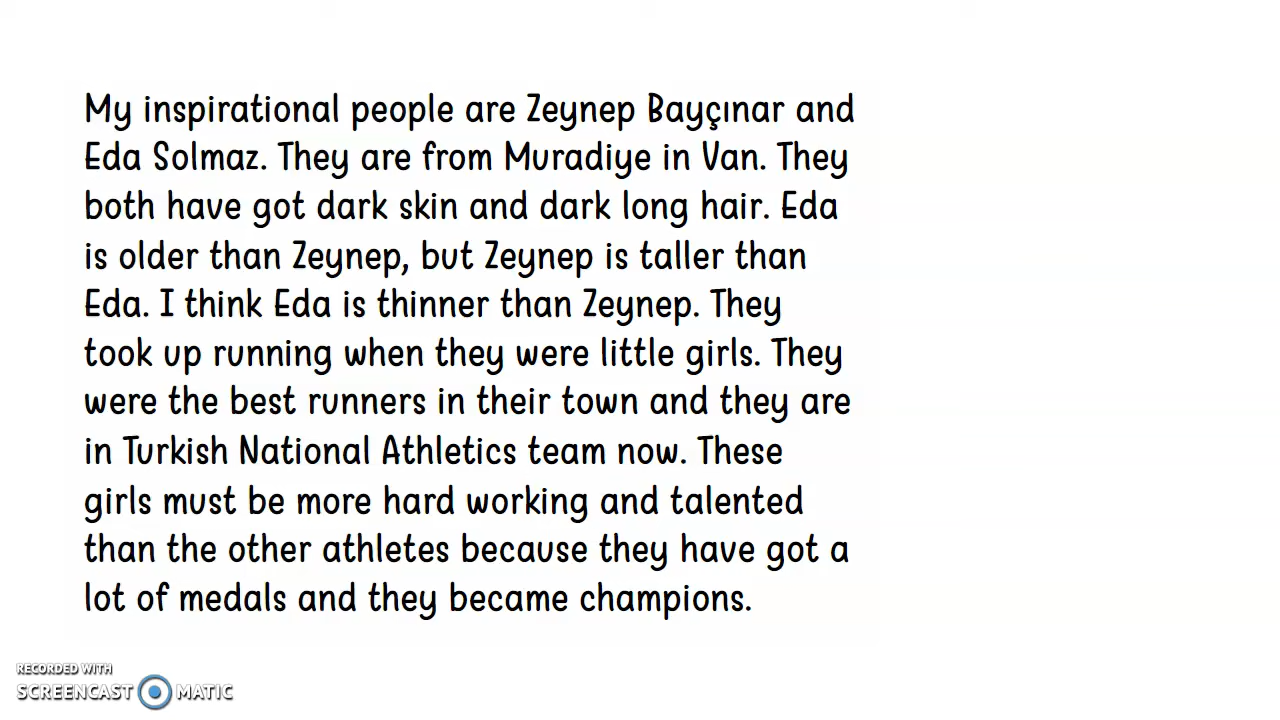 My inspirational people are Zeynep Bayçınar and
Eda Solmaz. They are from Muradiye in Van. They
both have got dark skin and dark long hair. Eda
is older than Zeynep, but Zeynep is taller than
Eda. I think Eda is thinner than Zeynep. They
took up running when they were little girls. They
were the best runners in their town and they are
in Turkish National Athletics team now. These
girls must be more hard working and talented
than the other athletes because they have got a
lot of medals and they became champions.
RECORDED WITH
SCREENCAST MATIC